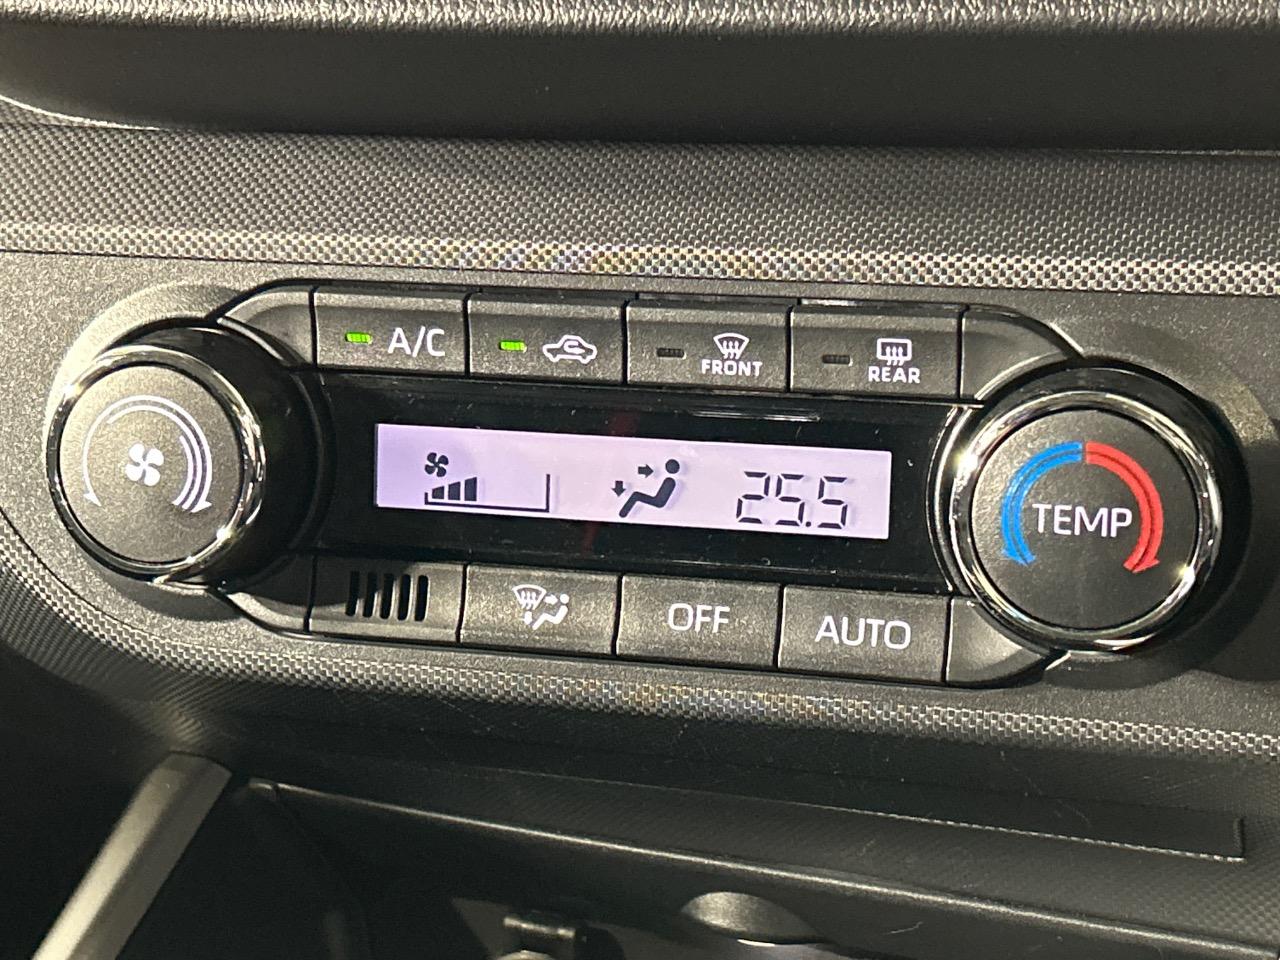 A/C
FRONT
REAR
25.5
TEMP
OFF
AUTO